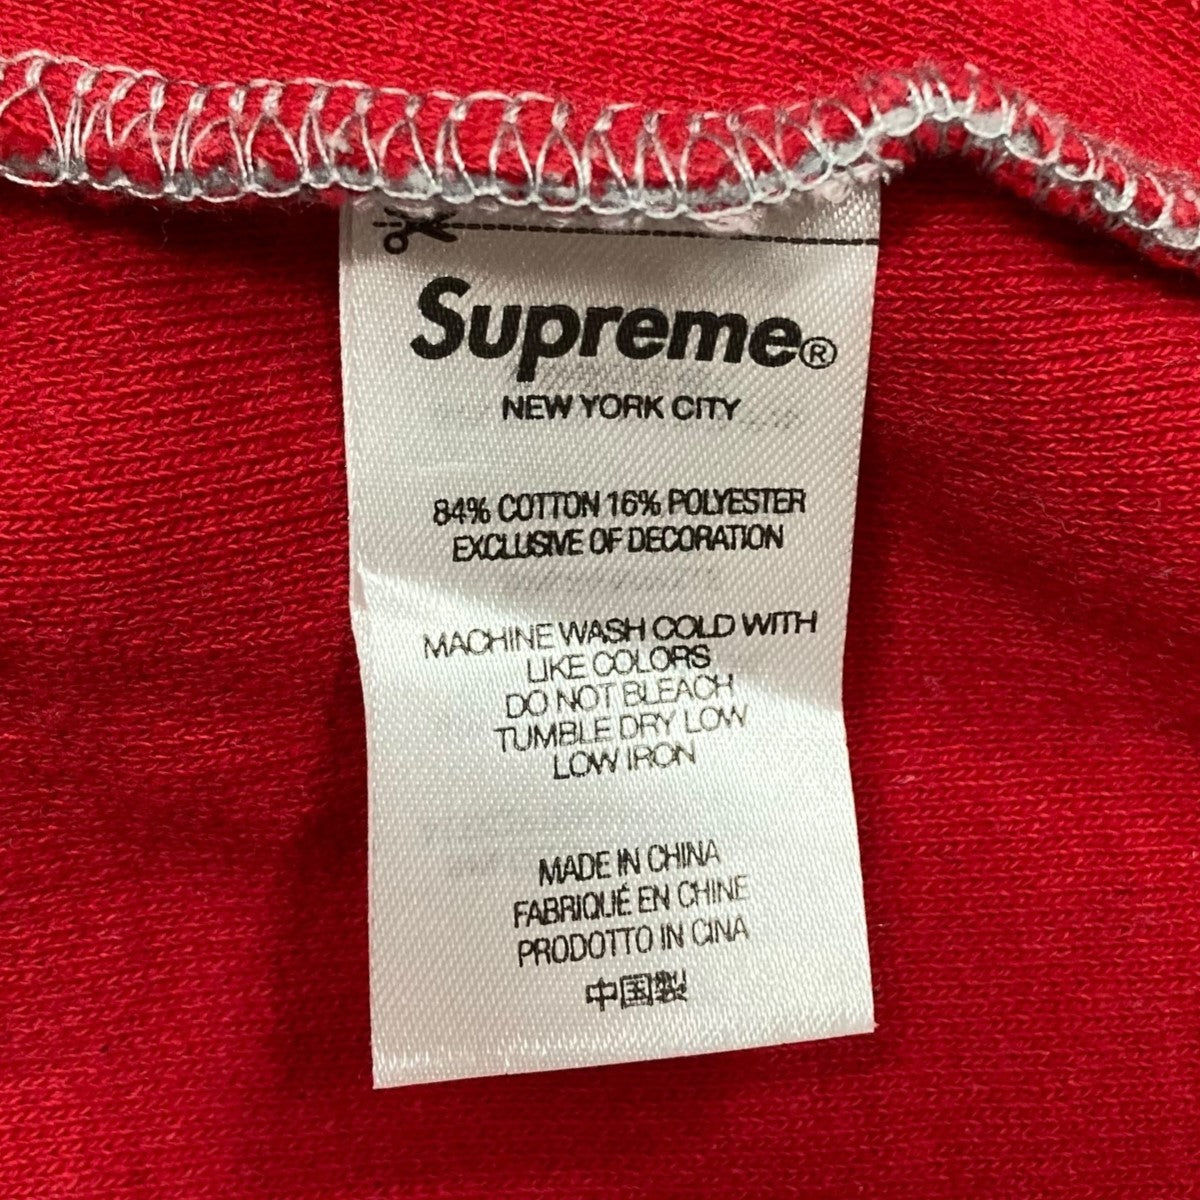 Supreme®
NEW YORK CITY
84% COTTON 16% POLYESTER
EXCLUSIVE OF DECORATION
MACHINE WASH COLD WITH
LIKE COLORS
DO NOT BLEACH
TUMBLE DRY LOW
LOW IRON
MADE IN CHINA
FABRIQUÉ EN CHINE
PRODOTTO IN CINA
中国製